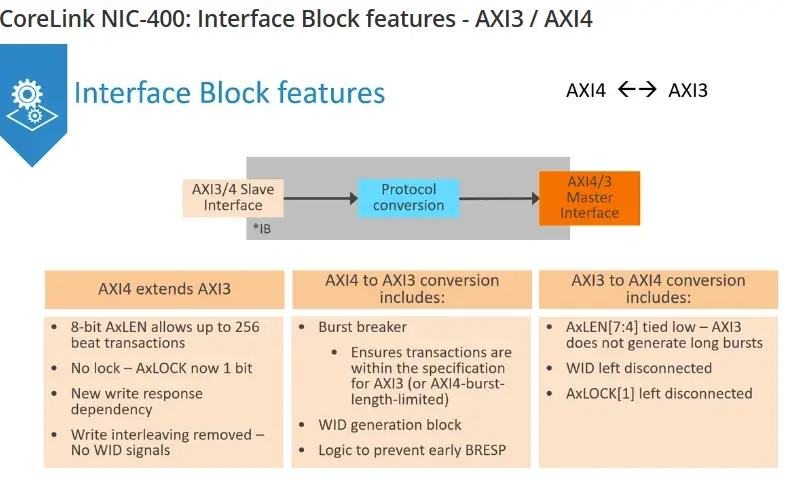 CoreLink NIC-400: Interface Block features - AXI3 / AXI4
Interface Block features
AXI4 ←→ AXI3
AXI3/4 Slave
Interface
Protocol
conversion
AXI4/3
Master
Interface
*IB
AXI4 extends AXI3
• 8-bit AxLEN allows up to 256
beat transactions
• No lock – AxLOCK now 1 bit
• New write response
dependency
• Write interleaving removed –
No WID signals
AXI4 to AXI3 conversion
includes:
• Burst breaker
• Ensures transactions are
within the specification
for AXI3 (or AXI4-burst-
length-limited)
• WID generation block
• Logic to prevent early BRESP
AXI3 to AXI4 conversion
includes:
• AxLEN[7:4] tied low – AXI3
does not generate long bursts
• WID left disconnected
• AxLOCK[1] left disconnected